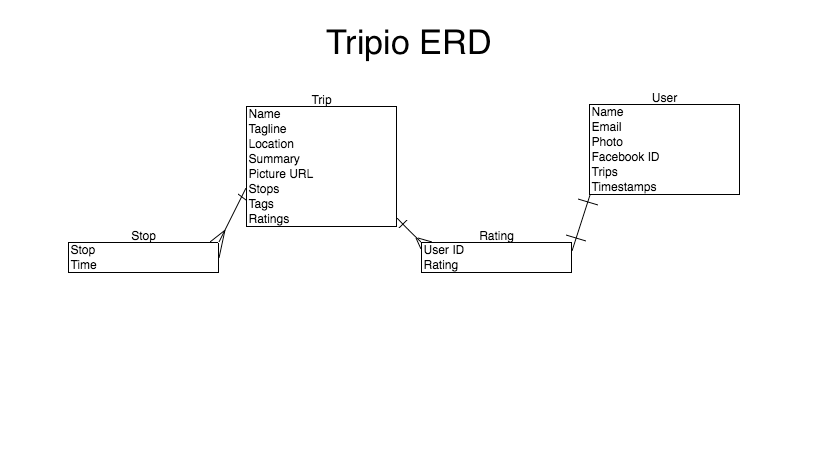 Tripio ERD
Trip
Name
Tagline
Location
Summary
Picture URL
Stops
Tags
Ratings
User
Name
Email
Photo
Facebook ID
Trips
Timestamps
Stop
Stop
Time
Rating
User ID
Rating